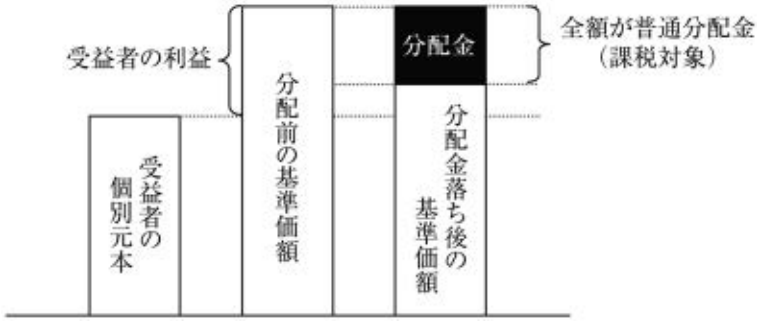 受益者の利益
分配金
全額が普通分配金
（課税対象）
受益者の
個別元本
分配前の基準価額
分配金落ち後の
基準価額